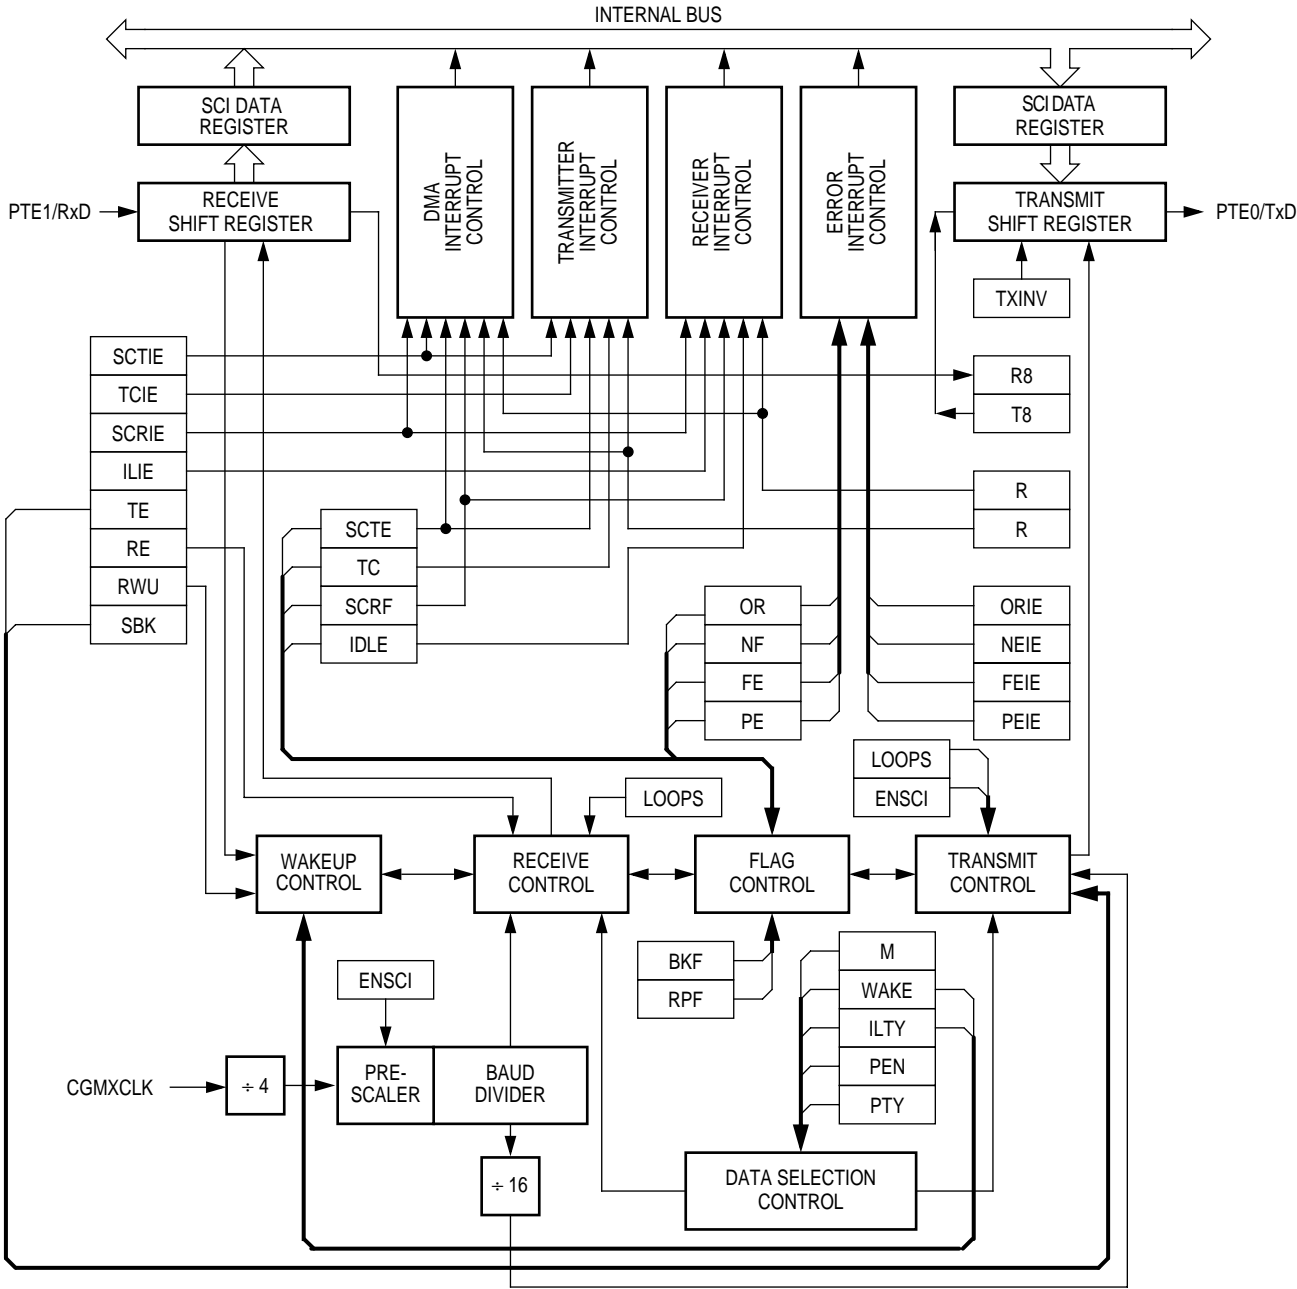 INTERNAL BUS
SCI DATA
REGISTER
DMA
INTERRUPT
CONTROL
TRANSMITTER
INTERRUPT
CONTROL
RECEIVER
INTERRUPT
CONTROL
ERROR
INTERRUPT
CONTROL
SCI DATA
REGISTER
PTE1/RxD
RECEIVE
SHIFT REGISTER
TRANSMIT
SHIFT REGISTER
PTE0/TxD
TXINV
SCTIE
TCIE
SCRIE
ILIE
TE
RE
RWU
SBK
R8
T8
R
R
SCTE
TC
SCRF
IDLE
OR
NF
FE
PE
ORIE
NEIE
FEIE
PEIE
LOOPS
ENSCI
LOOPS
WAKEUP
CONTROL
RECEIVE
CONTROL
FLAG
CONTROL
TRANSMIT
CONTROL
BKF
RPF
M
WAKE
ILTY
PEN
PTY
ENSCI
CGMXCLK
÷ 4
PRE-
SCALER
BAUD
DIVIDER
÷ 16
DATA SELECTION
CONTROL